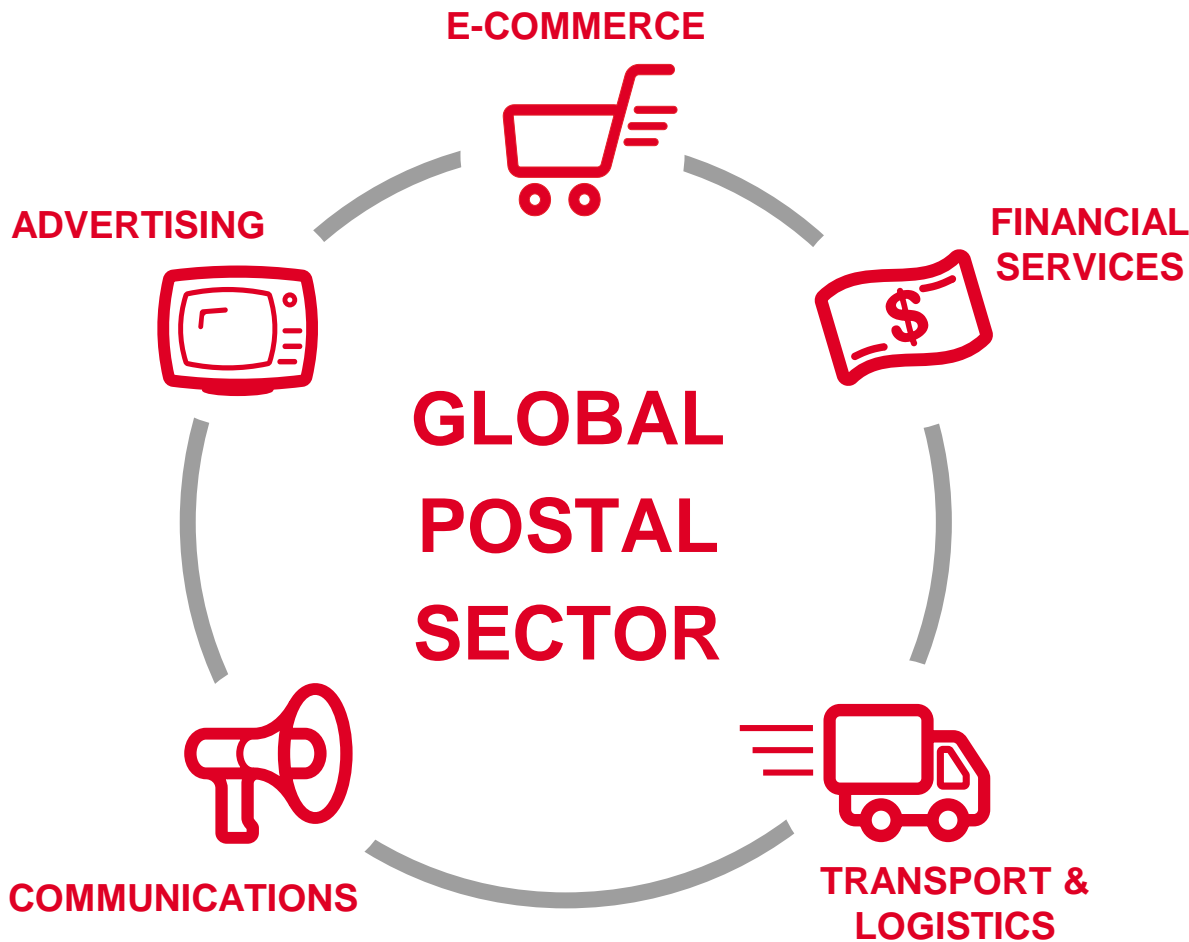 E-COMMERCE
ADVERTISING
FINANCIAL
SERVICES
$
GLOBAL
POSTAL
SECTOR
COMMUNICATIONS
TRANSPORT &
LOGISTICS